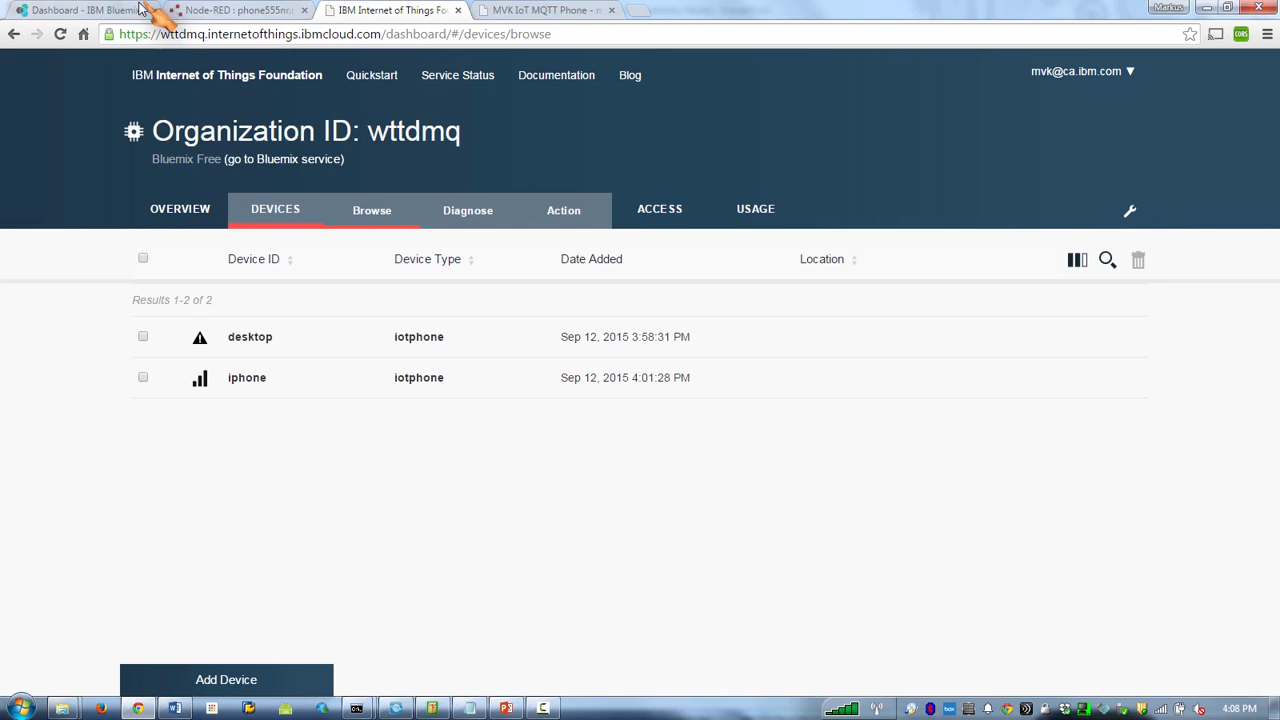 Dashboard - IBM Bluemi
Node-RED : phone555nr.
IBM Internet of Things Fo
MVK IoT MQTT Phone - m
Markus
https://wttdmq.internetofthings.ibmcloud.com/dashboard/#/devices/browse
CORS
IBM Internet of Things Foundation
Quickstart
Service Status
Documentation
Blog
mvk@ca.ibm.com ▼
Organization ID: wttdmq
Bluemix Free (go to Bluemix service)
OVERVIEW
DEVICES
Browse
Diagnose
Action
ACCESS
USAGE
Device ID
Device Type
Date Added
Location
Results 1-2 of 2
desktop iotphone Sep 12, 2015 3:58:31 PM
iphone iotphone Sep 12, 2015 4:01:28 PM
Add Device
4:08 PM